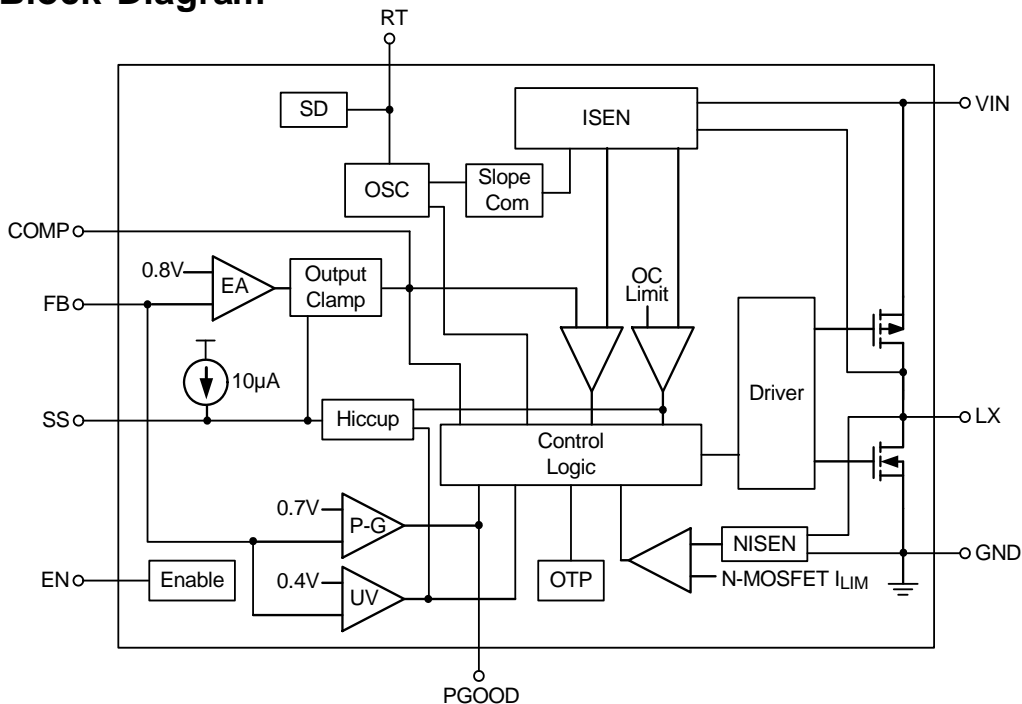 Block Diagram
RT
SD
ISEN
VIN
OSC
Slope
Com
COMP
0.8V
EA
Output
Clamp
OC
Limit
FB
10µA
Driver
SS
Hiccup
LX
Control
Logic
0.7V
P-G
NISEN
GND
EN
Enable
0.4V
UV
OTP
N-MOSFET ILIM
PGOOD